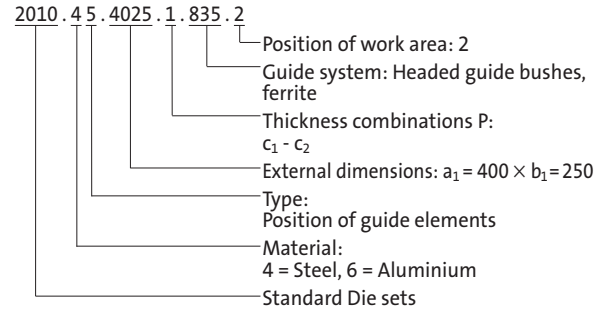 2010.45.4025.1.835.2
Position of work area: 2
Guide system: Headed guide bushes,
ferrite
Thickness combinations P:
c₁ - c₂
External dimensions: a₁ = 400 × b₁ = 250
Type:
Position of guide elements
Material:
4 = Steel, 6 = Aluminium
Standard Die sets